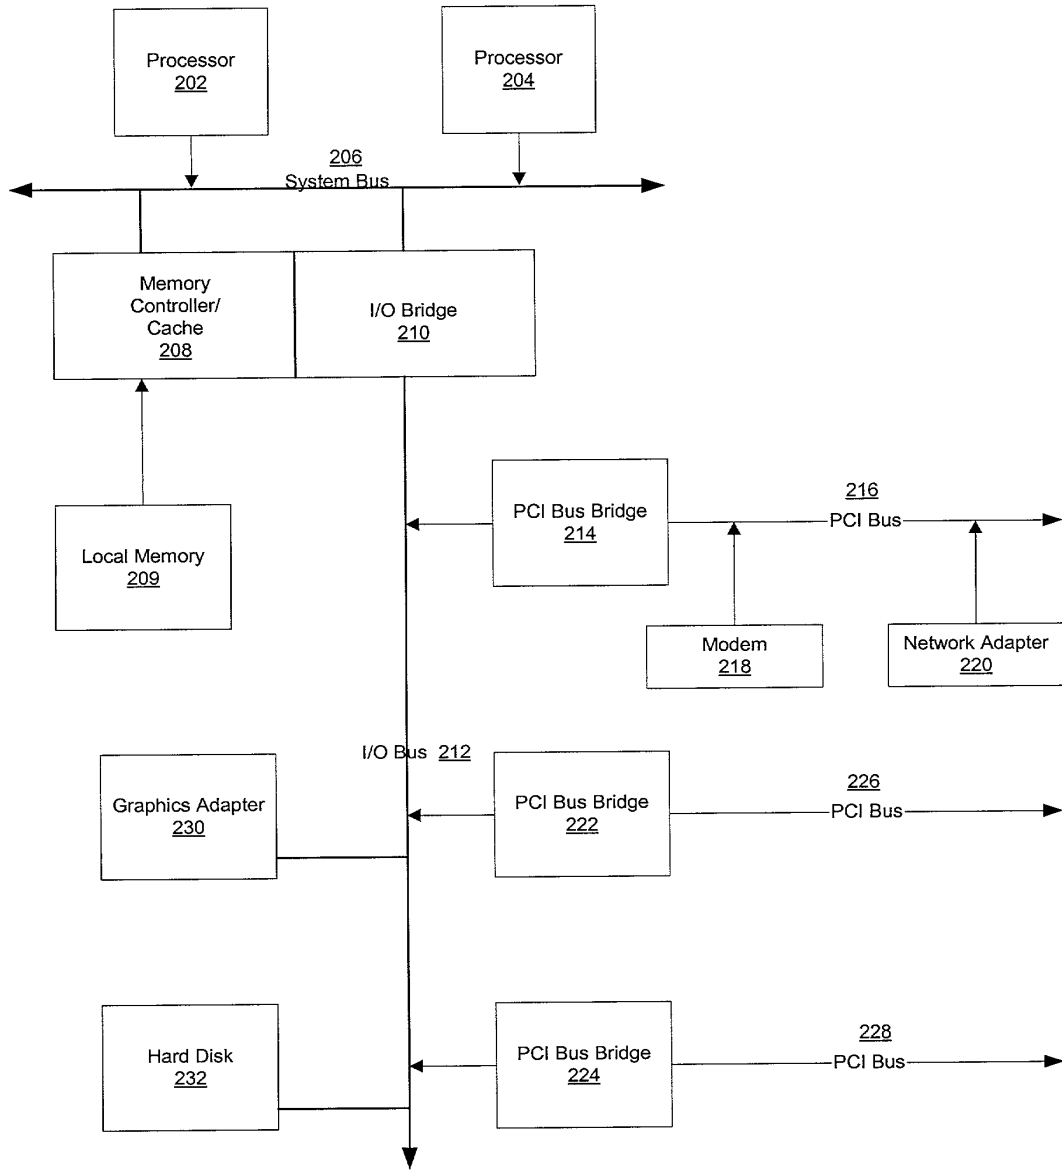 Processor
202
Processor
204
206
System Bus
Memory
Controller/
Cache
208
I/O Bridge
210
Local Memory
209
PCI Bus Bridge
214
216
PCI Bus
Modem
218
Network Adapter
220
I/O Bus 212
Graphics Adapter
230
PCI Bus Bridge
222
226
PCI Bus
Hard Disk
232
PCI Bus Bridge
224
228
PCI Bus